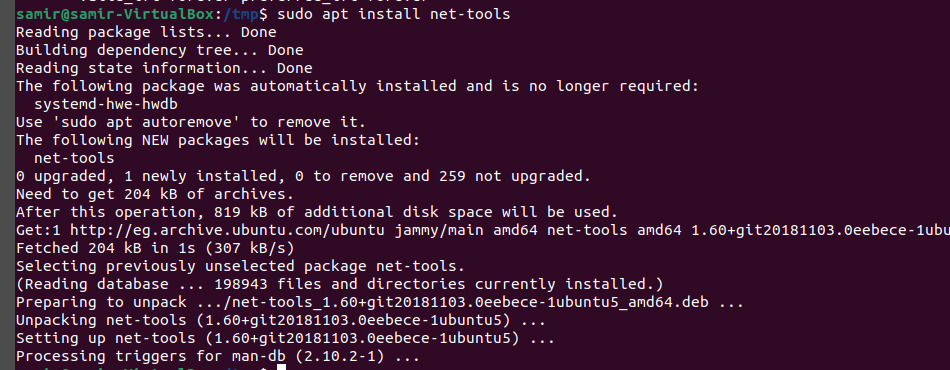 samir@samir-VirtualBox:/tmp$ sudo apt install net-tools
Reading package lists... Done
Building dependency tree... Done
Reading state information... Done
The following package was automatically installed and is no longer required:
  systemd-hwe-hwdb
Use 'sudo apt autoremove' to remove it.
The following NEW packages will be installed:
  net-tools
0 upgraded, 1 newly installed, 0 to remove and 259 not upgraded.
Need to get 204 kB of archives.
After this operation, 819 kB of additional disk space will be used.
Get:1 http://eg.archive.ubuntu.com/ubuntu jammy/main amd64 net-tools amd64 1.60+git20181103.0eebece-1ubu
Fetched 204 kB in 1s (307 kB/s)
Selecting previously unselected package net-tools.
(Reading database ... 198943 files and directories currently installed.)
Preparing to unpack .../net-tools_1.60+git20181103.0eebece-1ubuntu5_amd64.deb ...
Unpacking net-tools (1.60+git20181103.0eebece-1ubuntu5) ...
Setting up net-tools (1.60+git20181103.0eebece-1ubuntu5) ...
Processing triggers for man-db (2.10.2-1) ...